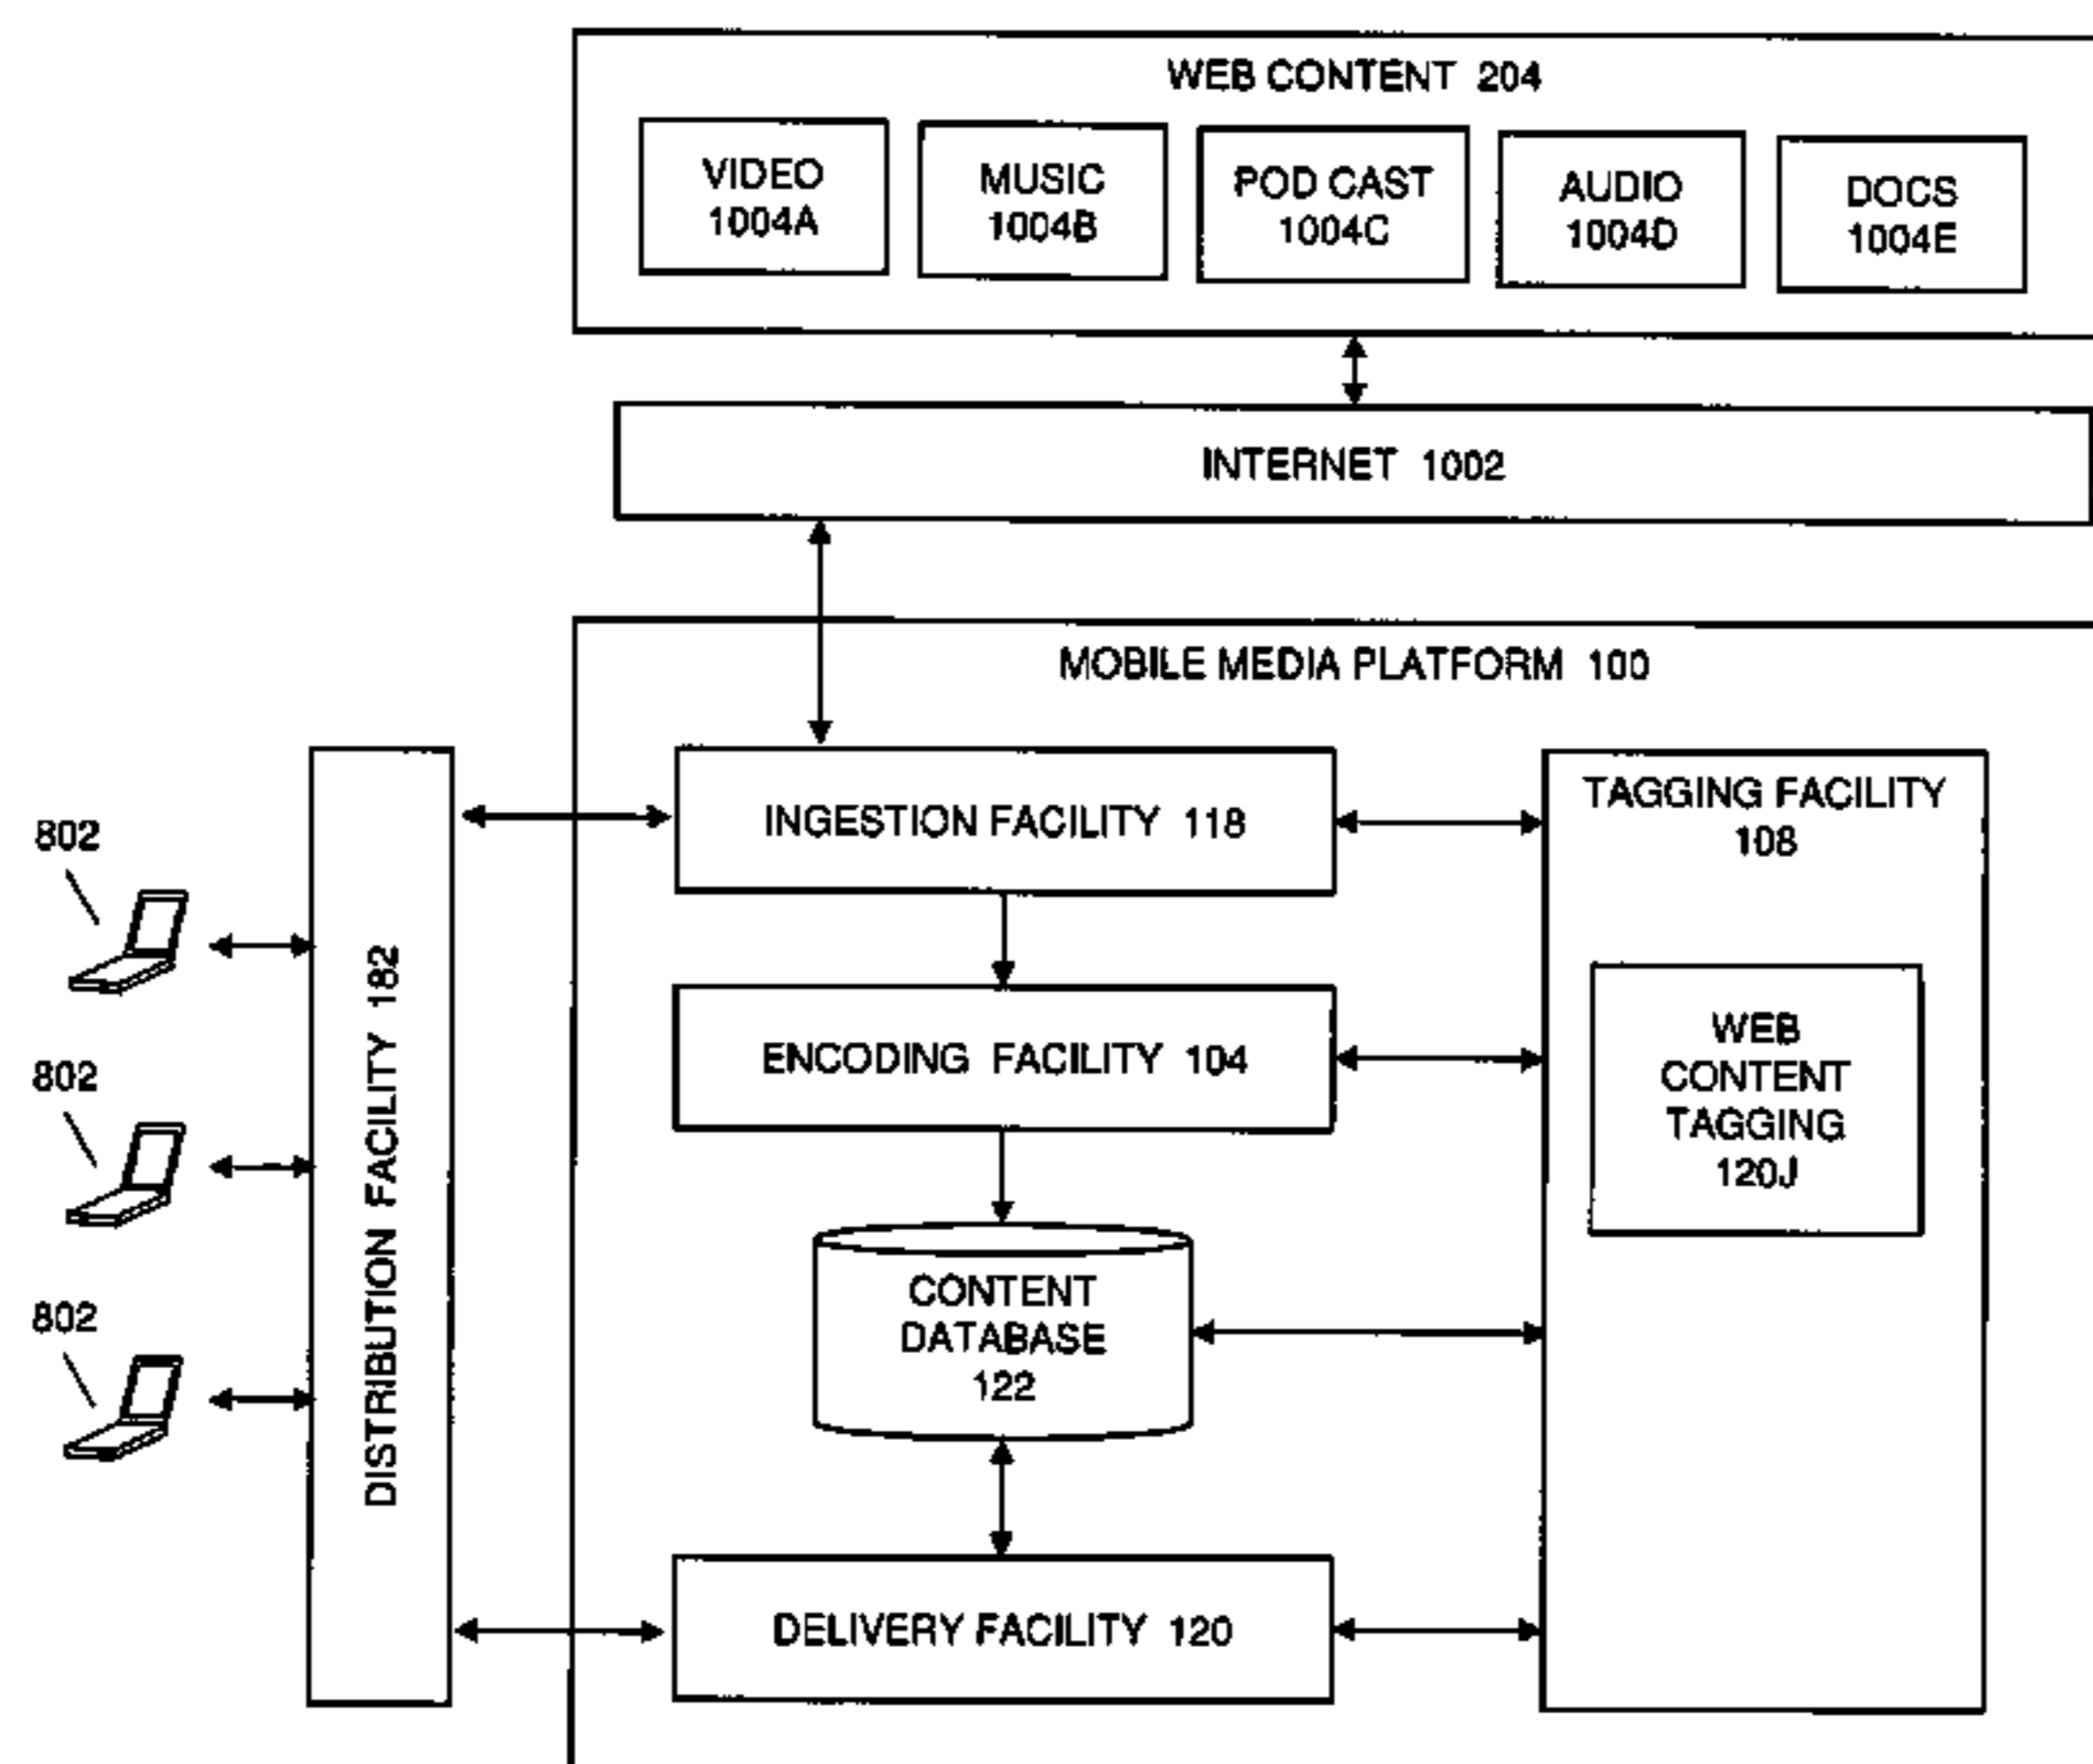 WEB CONTENT 204
VIDEO
1004A
MUSIC
1004B
POD CAST
1004C
AUDIO
1004D
DOCS
1004E
INTERNET 1002
MOBILE MEDIA PLATFORM 100
INGESTION FACILITY 118
TAGGING FACILITY
108
802
802
802
DISTRIBUTION FACILITY 182
ENCODING FACILITY 104
WEB
CONTENT
TAGGING
120J
CONTENT
DATABASE
122
DELIVERY FACILITY 120